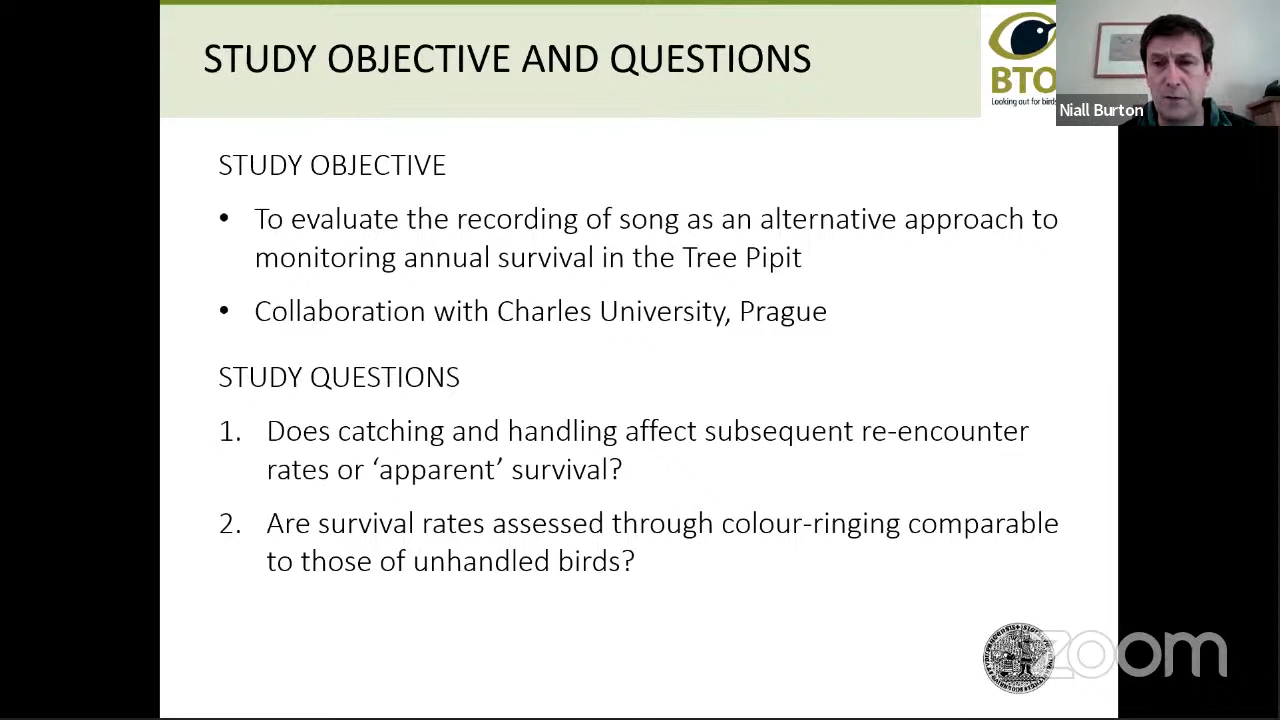 STUDY OBJECTIVE AND QUESTIONS
BTO
Looking out for birds
Niall Burton
STUDY OBJECTIVE
• To evaluate the recording of song as an alternative approach to
monitoring annual survival in the Tree Pipit
• Collaboration with Charles University, Prague
STUDY QUESTIONS
1. Does catching and handling affect subsequent re-encounter
rates or ‘apparent’ survival?
2. Are survival rates assessed through colour-ringing comparable
to those of unhandled birds?
zoom